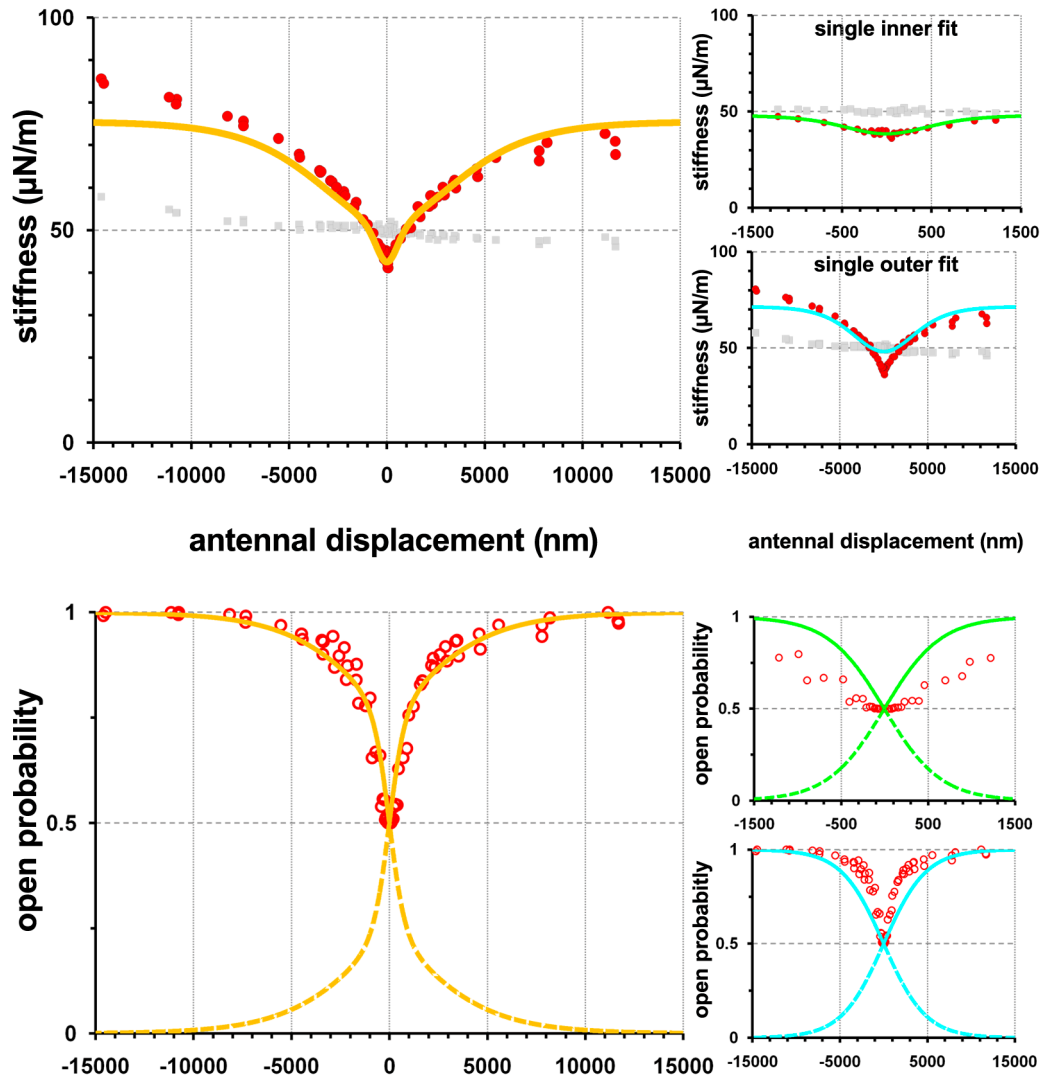 stiffness (µN/m)
100
50
0
-15000 -10000 -5000 0 5000 10000 15000
single inner fit
stiffness (µN/m)
100
50
0
-1500 -500 500 1500
single outer fit
stiffness (µN/m)
100
50
0
-15000 -5000 5000 15000
antennal displacement (nm)
antennal displacement (nm)
open probability
1
0.5
0
-15000 -10000 -5000 0 5000 10000 15000
open probability
1
0.5
0
-1500 -500 500 1500
open probabitly
1
0.5
0
-15000 -5000 5000 15000